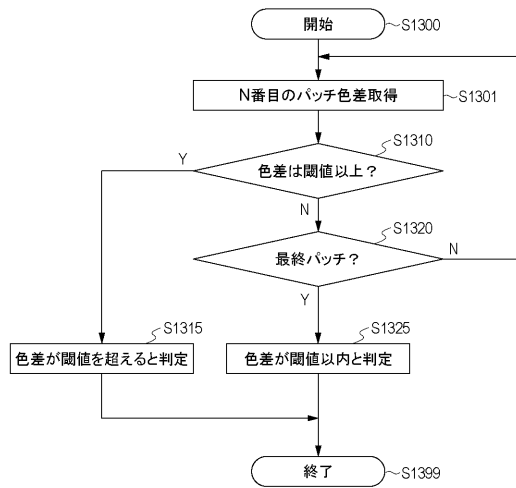 開始
S1300
N番目のパッチ色差取得
S1301
S1310
色差は閾値以上？
Y
N
S1320
最終パッチ？
N
Y
S1315
色差が閾値を超えると判定
S1325
色差が閾値以内と判定
終了
S1399